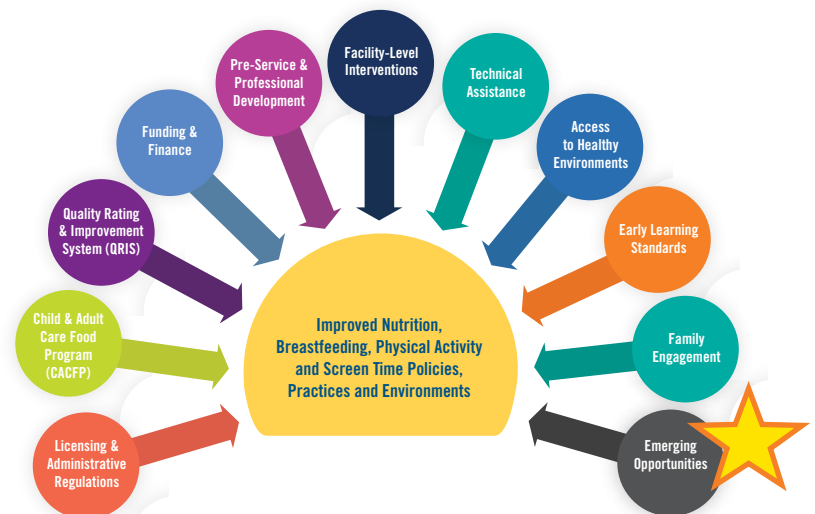 Facility-Level
Interventions
Pre-Service &
Professional
Development
Technical
Assistance
Funding &
Finance
Access
to Healthy
Environments
Quality Rating
& Improvement
System (QRIS)
Early Learning
Standards
Child & Adult
Care Food
Program
(CACFP)
Family
Engagement
Improved Nutrition,
Breastfeeding, Physical Activity
and Screen Time Policies,
Practices and Environments
Licensing &
Administrative
Regulations
Emerging
Opportunities